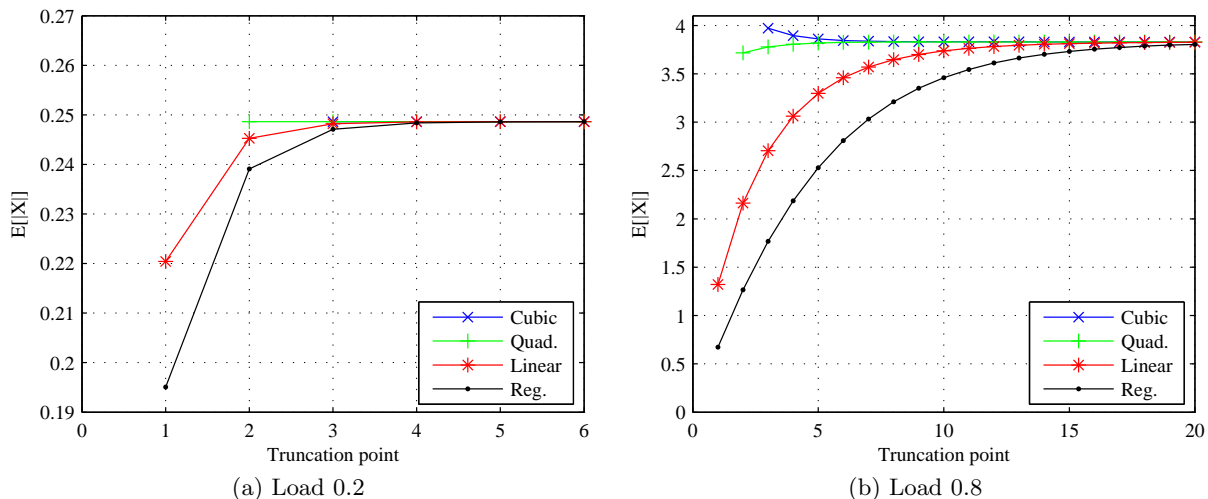 0.27
0.26
0.25
0.24
0.23
0.22
0.21
0.2
0.19
E[|X|]
0 1 2 3 4 5 6
Truncation point
Cubic
Quad.
Linear
Reg.
(a) Load 0.2
4
3.5
3
2.5
2
1.5
1
0.5
0
E[|X|]
0 5 10 15 20
Truncation point
Cubic
Quad.
Linear
Reg.
(b) Load 0.8